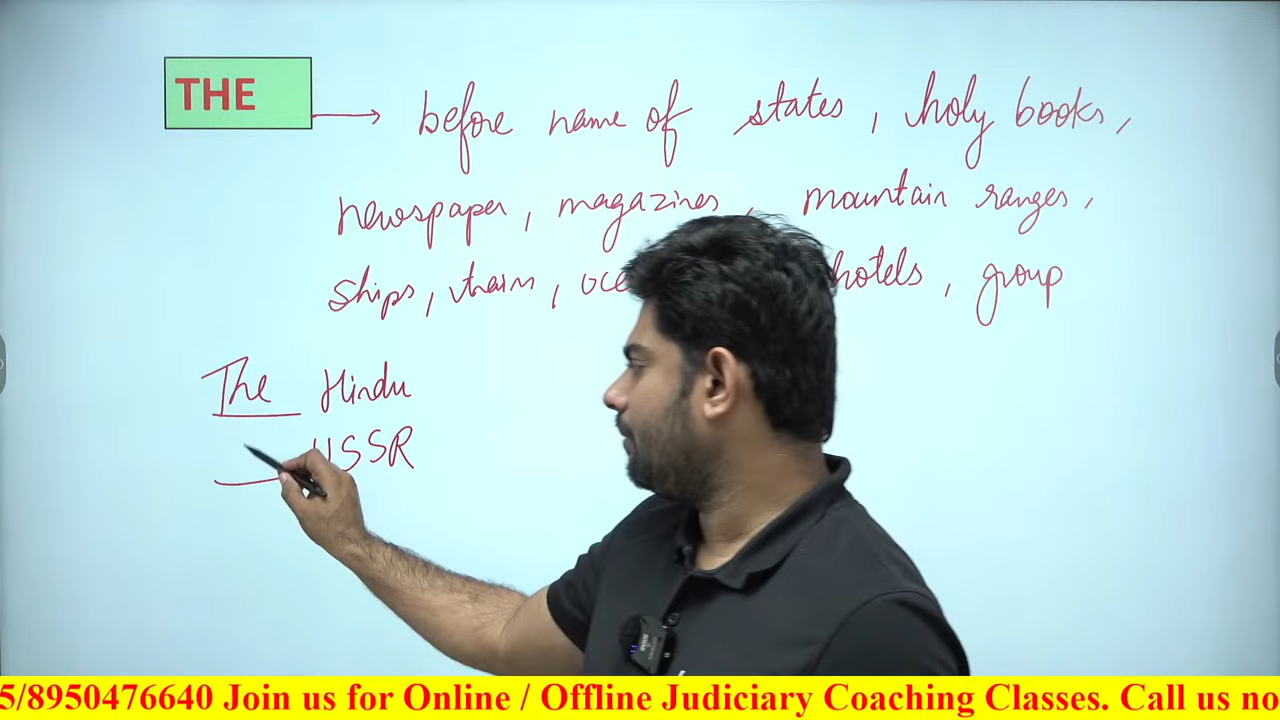 THE → before name of states, holy books,
newspaper, magazines, mountain ranges,
ships, trains, hotels, group
The Hindu
USSR
5/8950476640 Join us for Online / Offline Judiciary Coaching Classes. Call us no